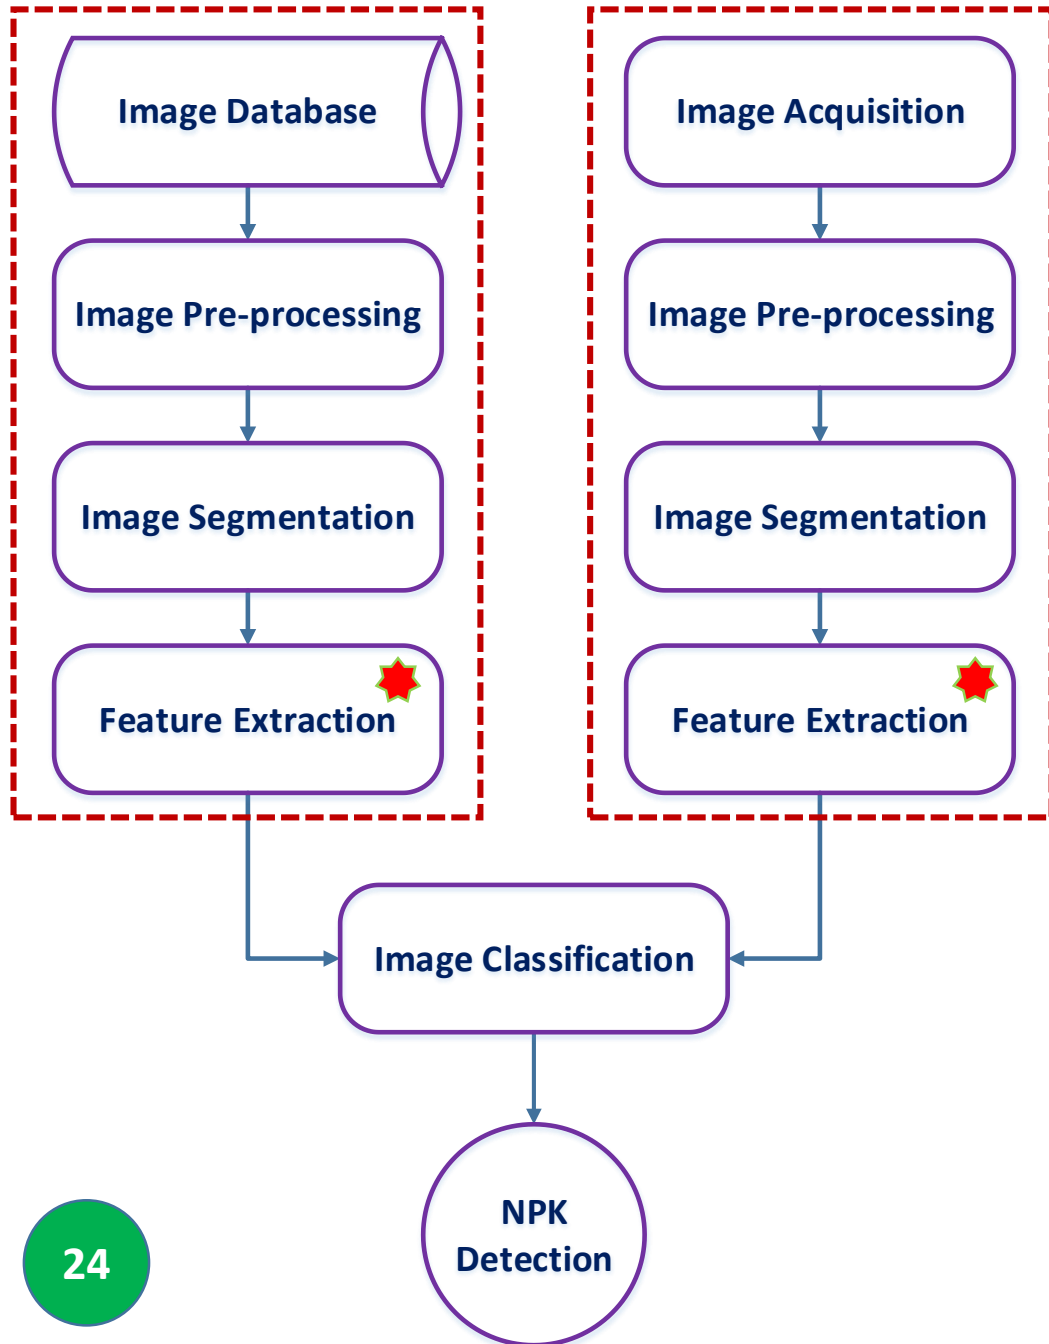 Image Database
Image Pre-processing
Image Segmentation
Feature Extraction
Image Acquisition
Image Pre-processing
Image Segmentation
Feature Extraction
Image Classification
NPK
Detection
24